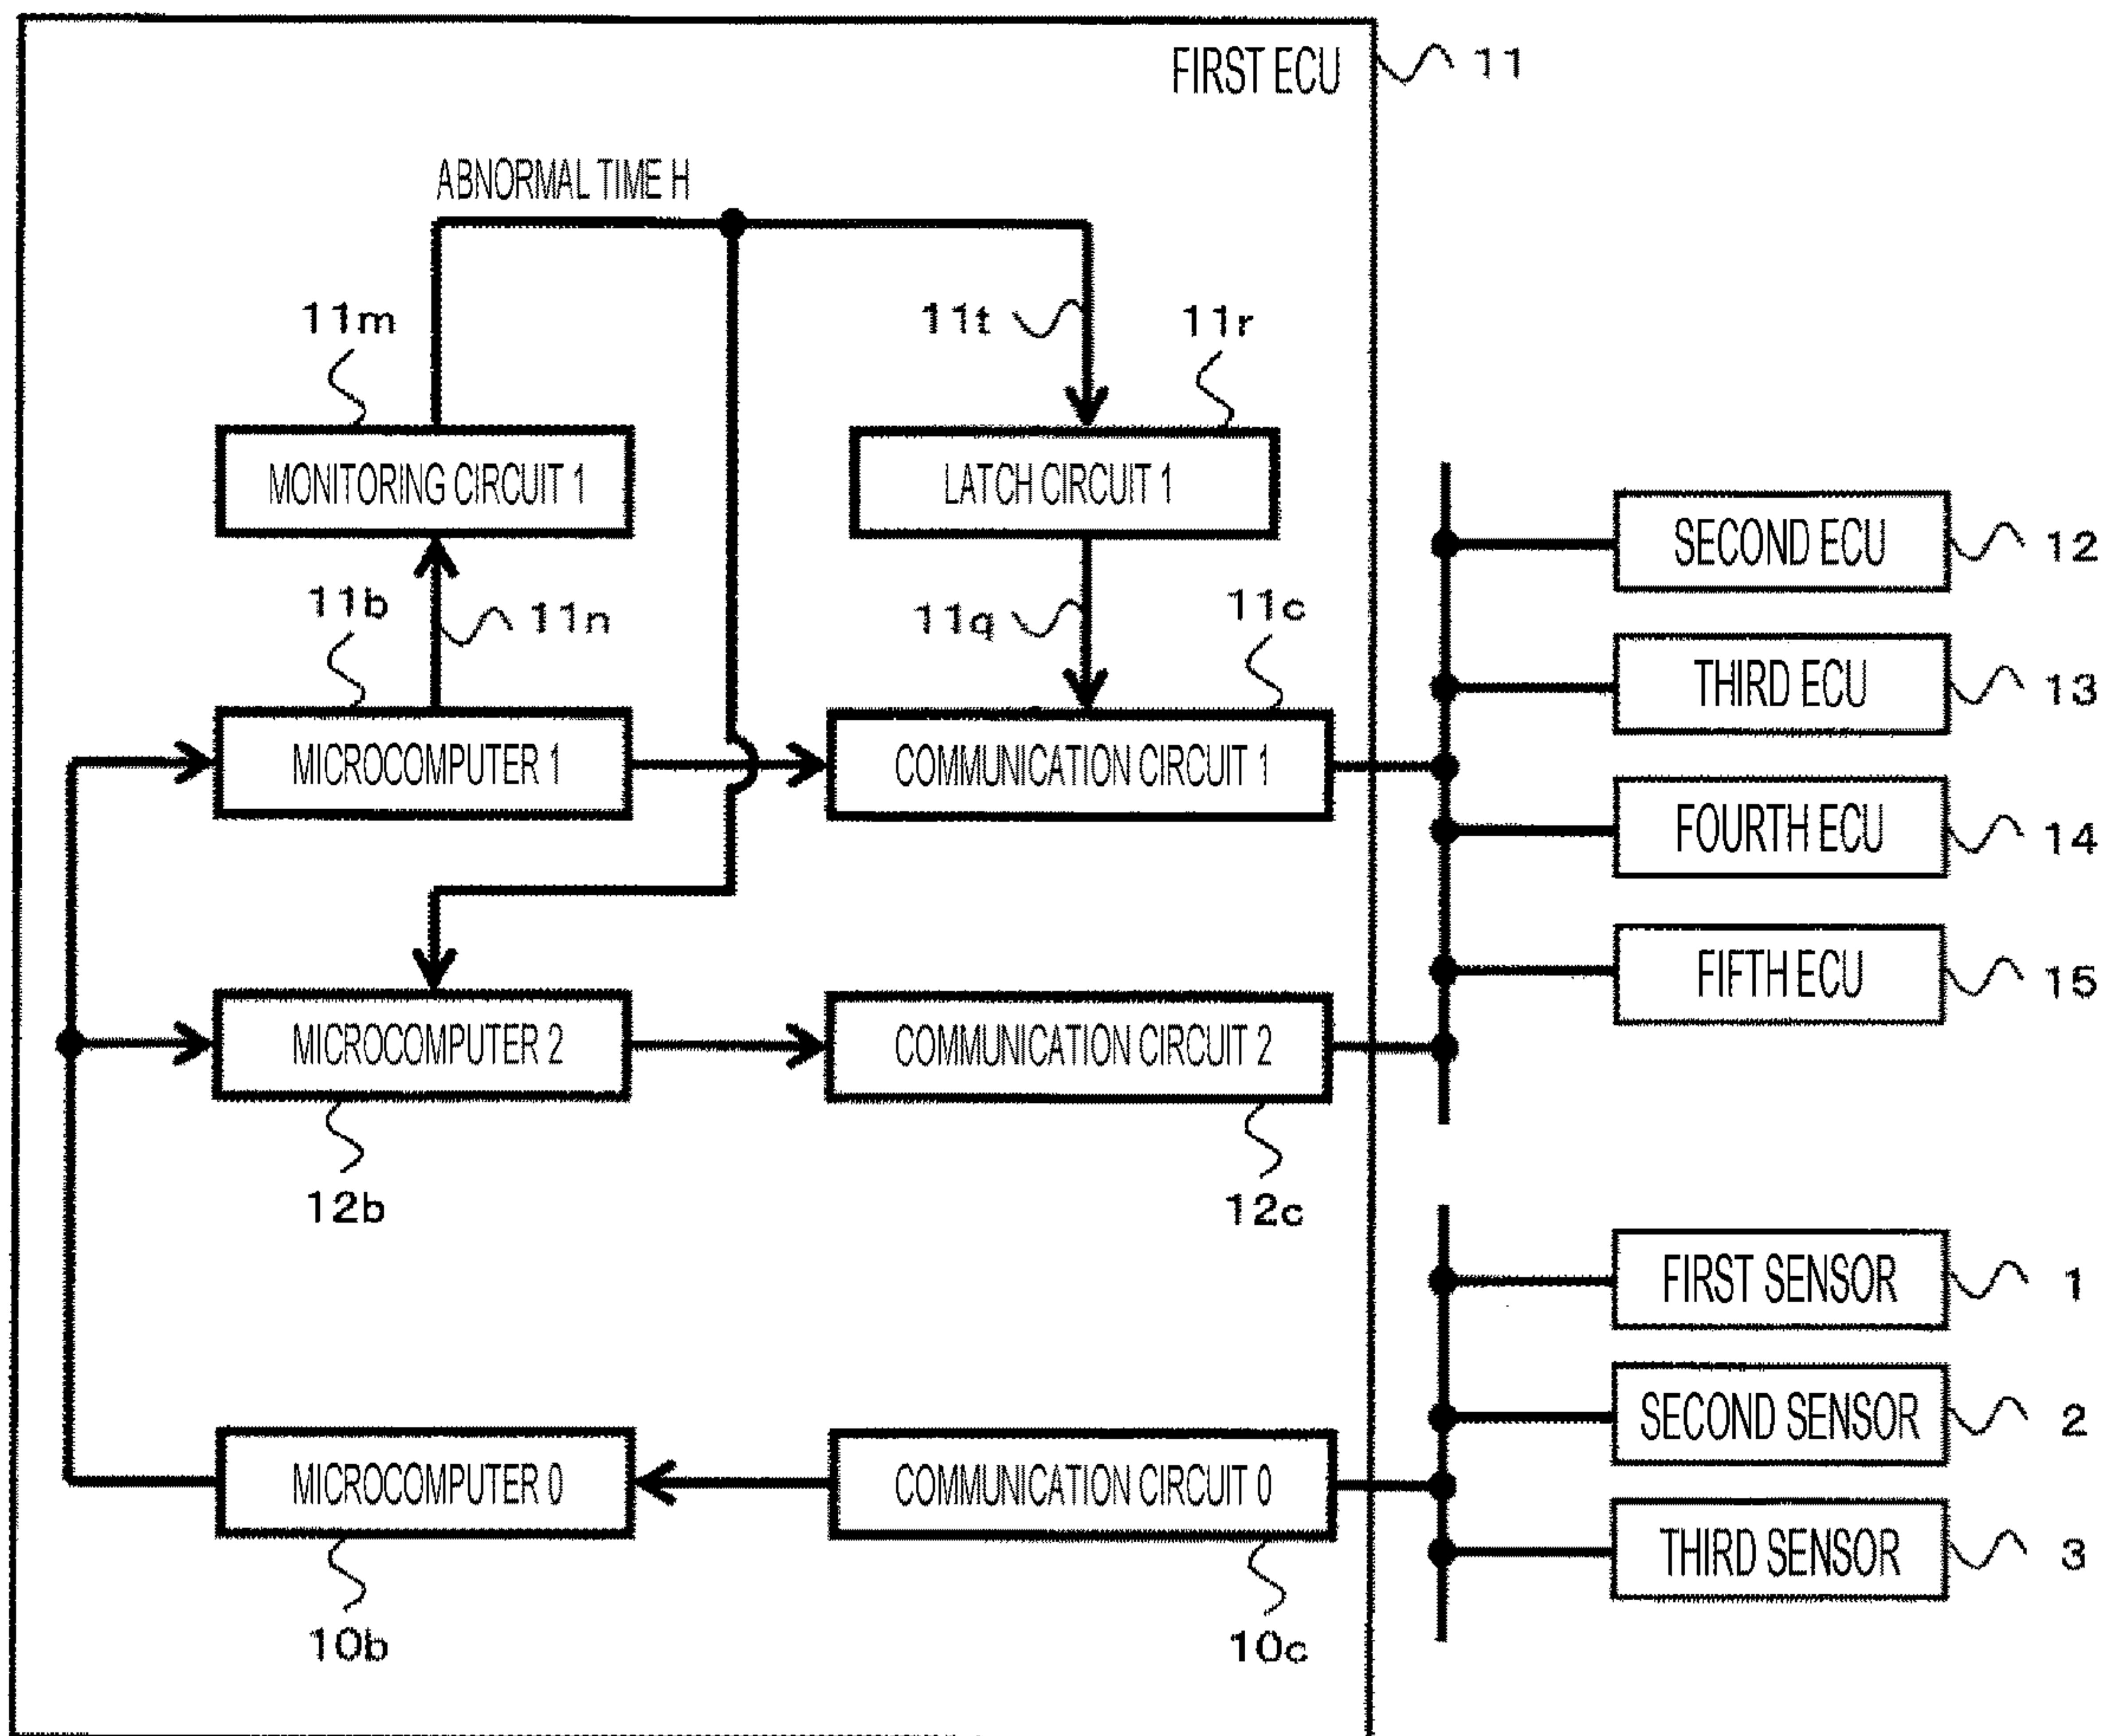 FIRST ECU
11
ABNORMAL TIME H
11m
11t
11r
MONITORING CIRCUIT 1
LATCH CIRCUIT 1
SECOND ECU
12
11b
11n
11q
11c
THIRD ECU
13
MICROCOMPUTER 1
COMMUNICATION CIRCUIT 1
FOURTH ECU
14
FIFTH ECU
15
MICROCOMPUTER 2
COMMUNICATION CIRCUIT 2
12b
12c
FIRST SENSOR
1
SECOND SENSOR
2
MICROCOMPUTER 0
COMMUNICATION CIRCUIT 0
THIRD SENSOR
3
10b
10c